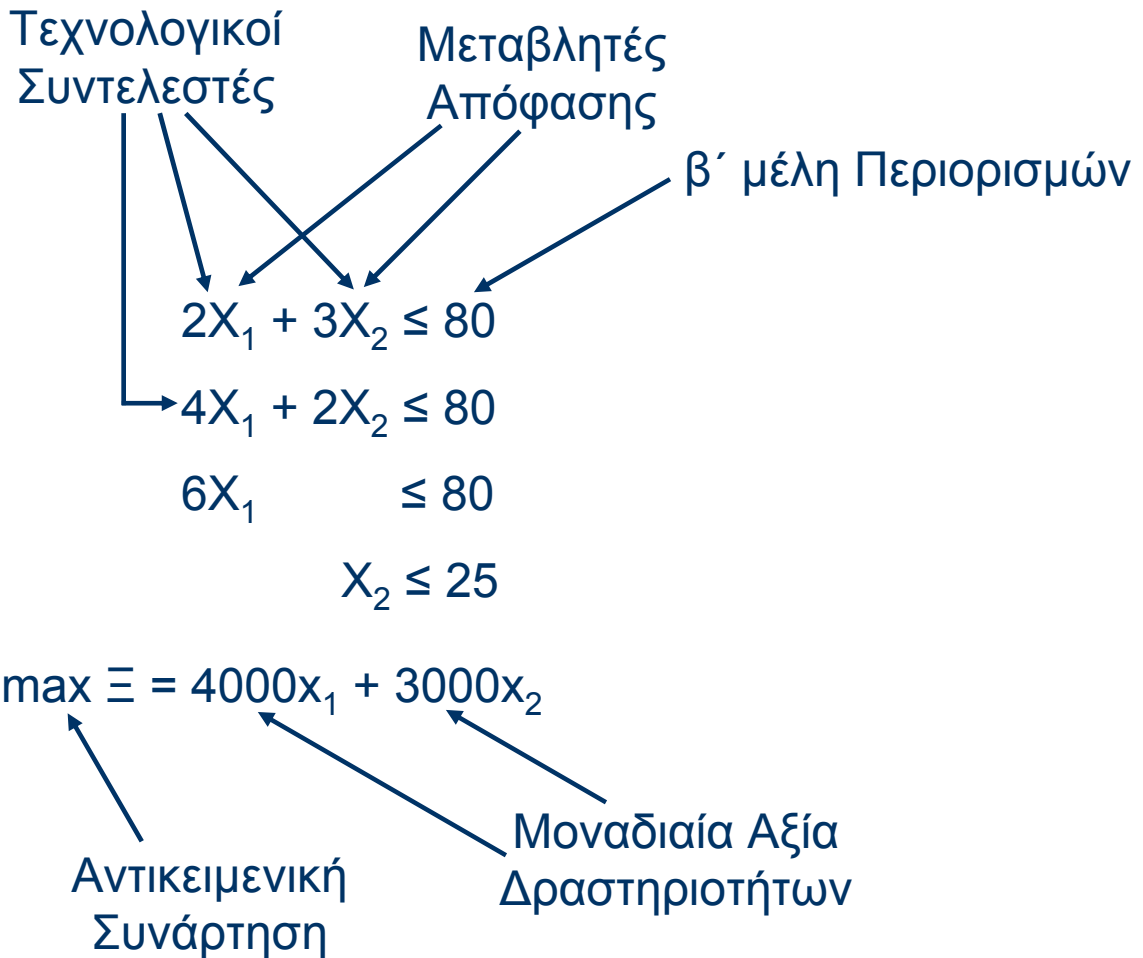 Τεχνολογικοί
Συντελεστές
Μεταβλητές
Απόφασης
β΄ μέλη Περιορισμών
2X₁ + 3X₂ ≤ 80
4X₁ + 2X₂ ≤ 80
6X₁ ≤ 80
X₂ ≤ 25
max Ξ = 4000x₁ + 3000x₂
Μοναδιαία Αξία
Δραστηριοτήτων
Αντικειμενική
Συνάρτηση